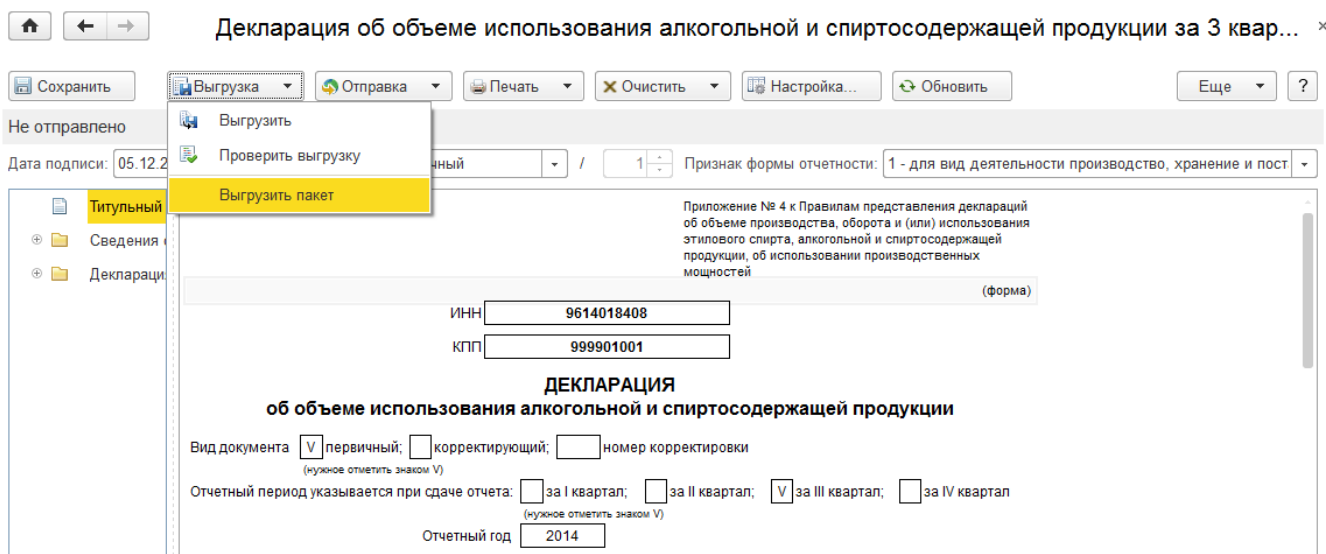 Декларация об объеме использования алкогольной и спиртосодержащей продукции за 3 квар... ×
Сохранить Выгрузка Отправка Печать Очистить Настройка... Обновить Еще ?
Не отправлено
Выгрузить
Проверить выгрузку
Выгрузить пакет
Дата подписи: 05.12.2 чный / 1 Признак формы отчетности: 1 - для вид деятельности производство, хранение и пост
Титульный
Сведения
Деклараци
Приложение № 4 к Правилам представления деклараций
об объеме производства, оборота и (или) использования
этилового спирта, алкогольной и спиртосодержащей
продукции, об использовании производственных
мощностей
(форма)
ИНН 9614018408
КПП 999901001
ДЕКЛАРАЦИЯ
об объеме использования алкогольной и спиртосодержащей продукции
Вид документа V первичный; корректирующий; номер корректировки
(нужное отметить знаком V)
Отчетный период указывается при сдаче отчета: за I квартал; за II квартал; V за III квартал; за IV квартал
(нужное отметить знаком V)
Отчетный год 2014